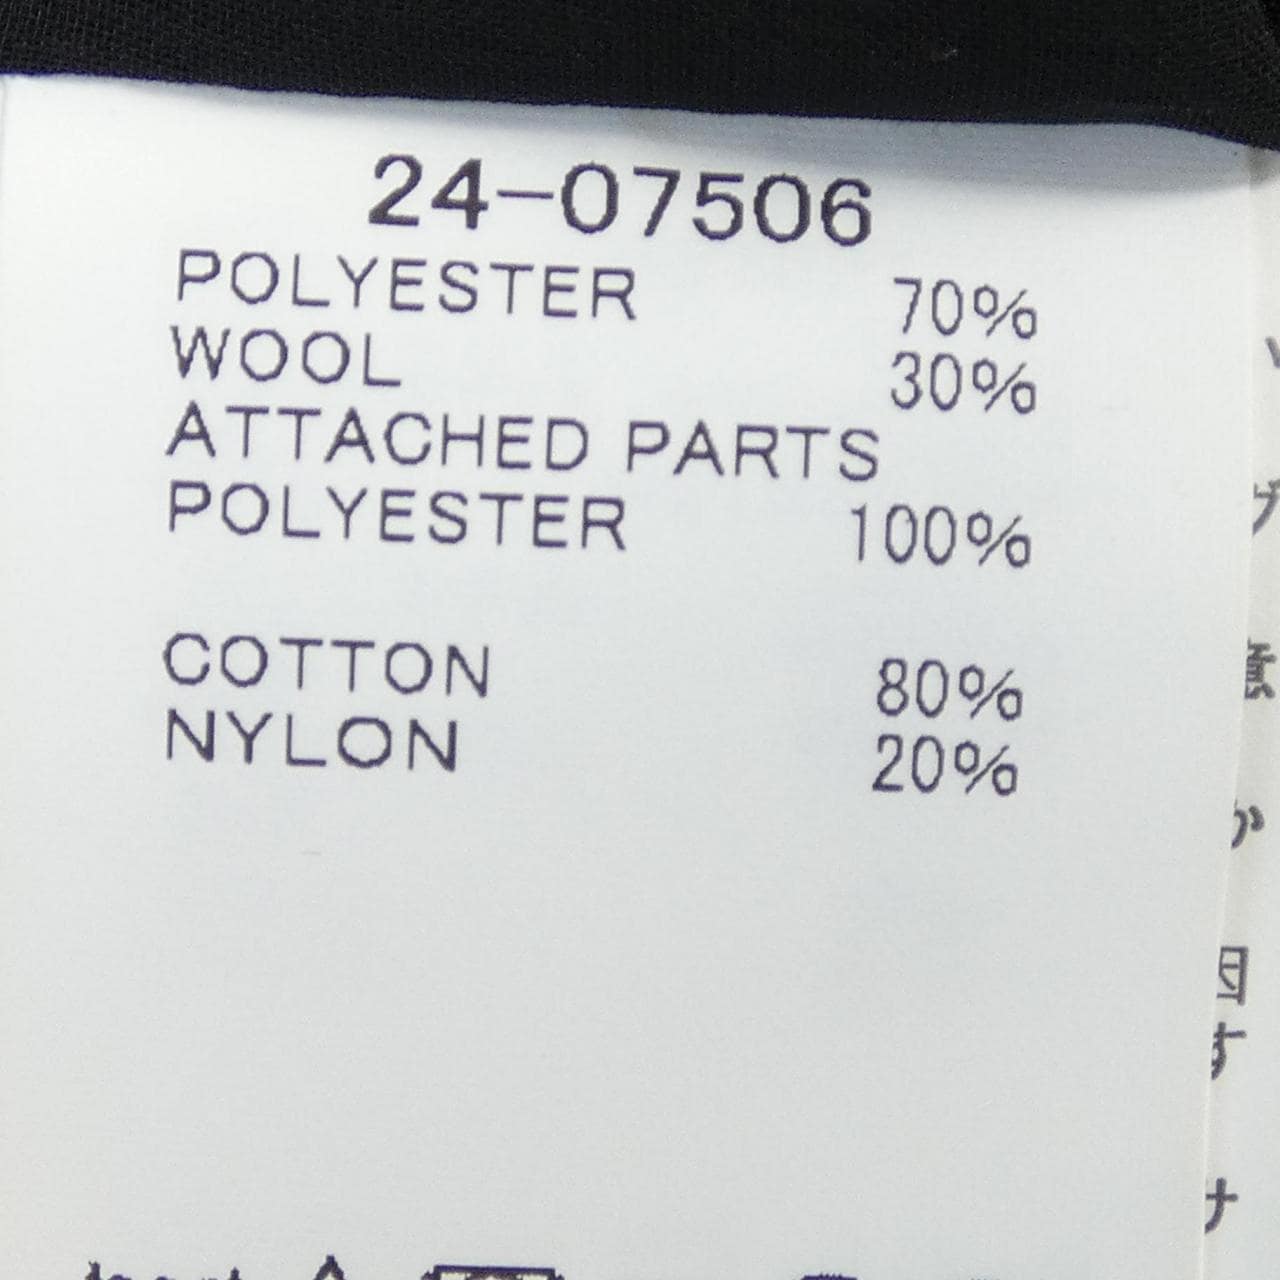 24-07506
POLYESTER 70%
WOOL 30%
ATTACHED PARTS
POLYESTER 100%
COTTON 80%
NYLON 20%